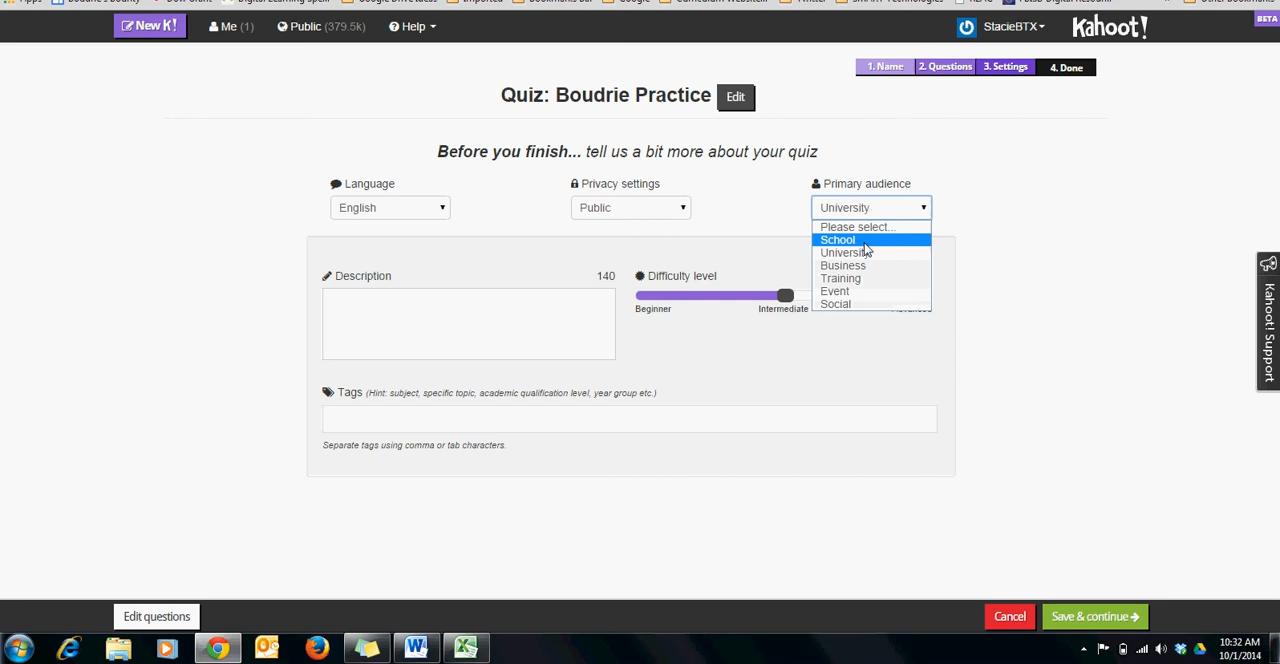 New K!
Me (1)
Public (379.5k)
Help
StacieBTX
Kahoot!
BETA
1. Name
2. Questions
3. Settings
4. Done
Quiz: Boudrie Practice
Edit
Before you finish... tell us a bit more about your quiz
Language
Privacy settings
Primary audience
English
Public
University
Please select...
School
University
Business
Training
Event
Social
Description
140
Difficulty level
Beginner
Intermediate
Tags (Hint: subject, specific topic, academic qualification level, year group etc.)
Separate tags using comma or tab characters.
Kahoot! Support
Edit questions
Cancel
Save & continue
10:32 AM
10/1/2014